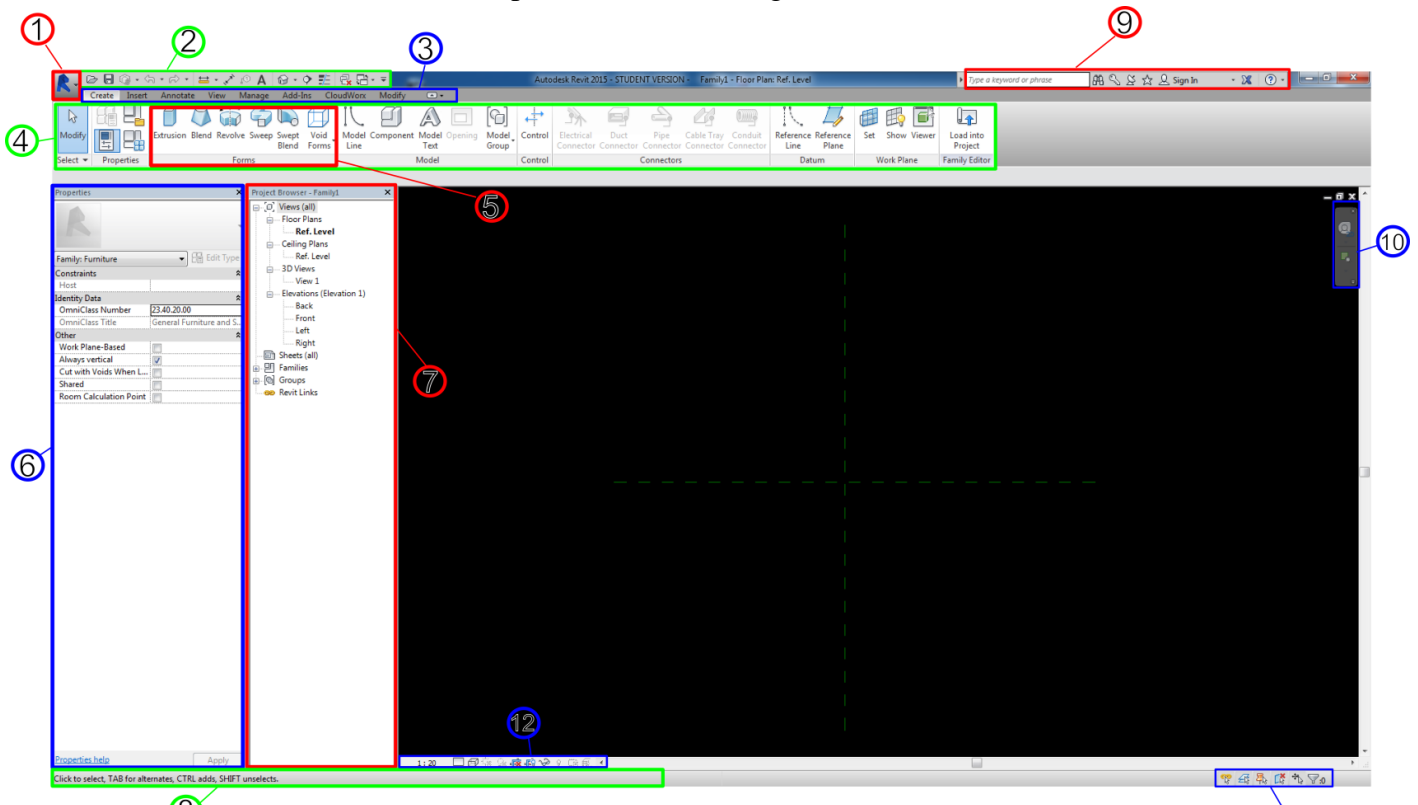 1
2
3
9
Autodesk Revit 2015 - STUDENT VERSION - Family1 - Floor Plan: Ref. Level
Type a keyword or phrase
Sign In
Create Insert Annotate View Manage Add-Ins CloudWorx Modify
4
Modify Extrusion Blend Revolve Sweep Swept Blend Void Forms Model Line Component Model Text Opening Model Group Control Electrical Connector Duct Connector Pipe Connector Cable Tray Connector Conduit Connector Reference Line Reference Plane Set Show Viewer Load into Project
Select Properties Forms Model Control Connectors Datum Work Plane Family Editor
5
Properties
Family: Furniture
Edit Type
Constraints
Host
Identity Data
OmniClass Number 23.40.20.00
OmniClass Title General Furniture and S...
Other
Work Plane-Based
Always vertical
Cut with Voids When L...
Shared
Room Calculation Point
Properties help
Apply
6
Project Browser - Family1
Views (all)
Floor Plans
Ref. Level
Ceiling Plans
Ref. Level
3D Views
View 1
Elevations (Elevation 1)
Back
Front
Left
Right
Sheets (all)
Families
Groups
Revit Links
7
10
12
1 : 20
Click to select, TAB for alternates, CTRL adds, SHIFT unselects.
:0